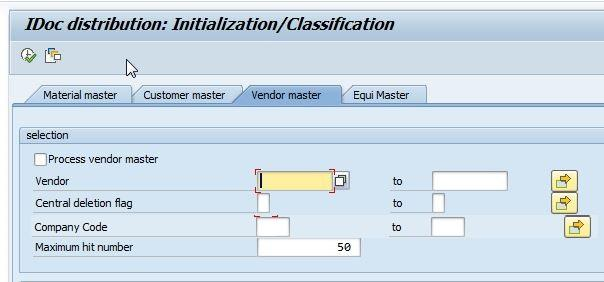 IDoc distribution: Initialization/Classification
Material master Customer master Vendor master Equi Master
selection
Process vendor master
Vendor to
Central deletion flag to
Company Code to
Maximum hit number 50